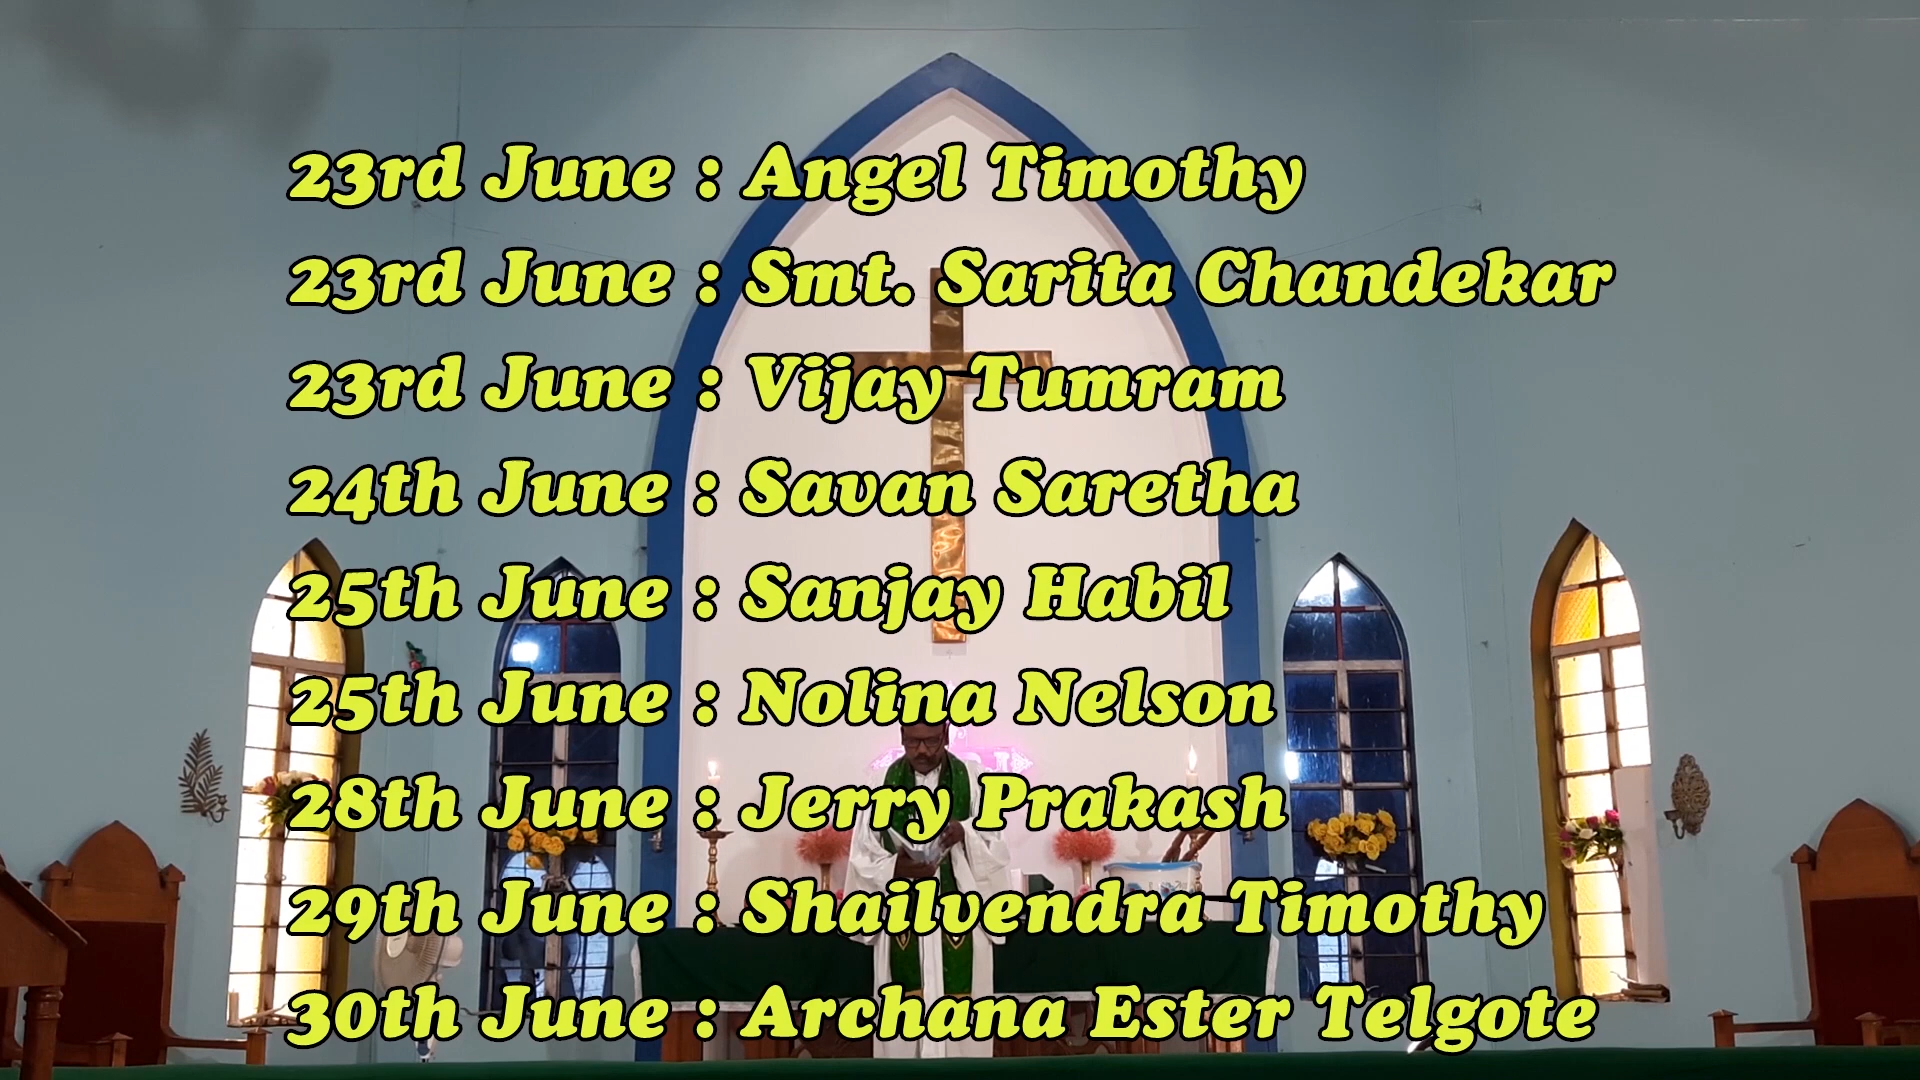 23rd June : Angel Timothy
23rd June : Smt. Sarita Chandekar
23rd June : Vijay Tumram
24th June : Savan Saretha
25th June : Sanjay Habil
25th June : Nolina Nelson
28th June : Jerry Prakash
29th June : Shailvendra Timothy
30th June : Archana Ester Telgote